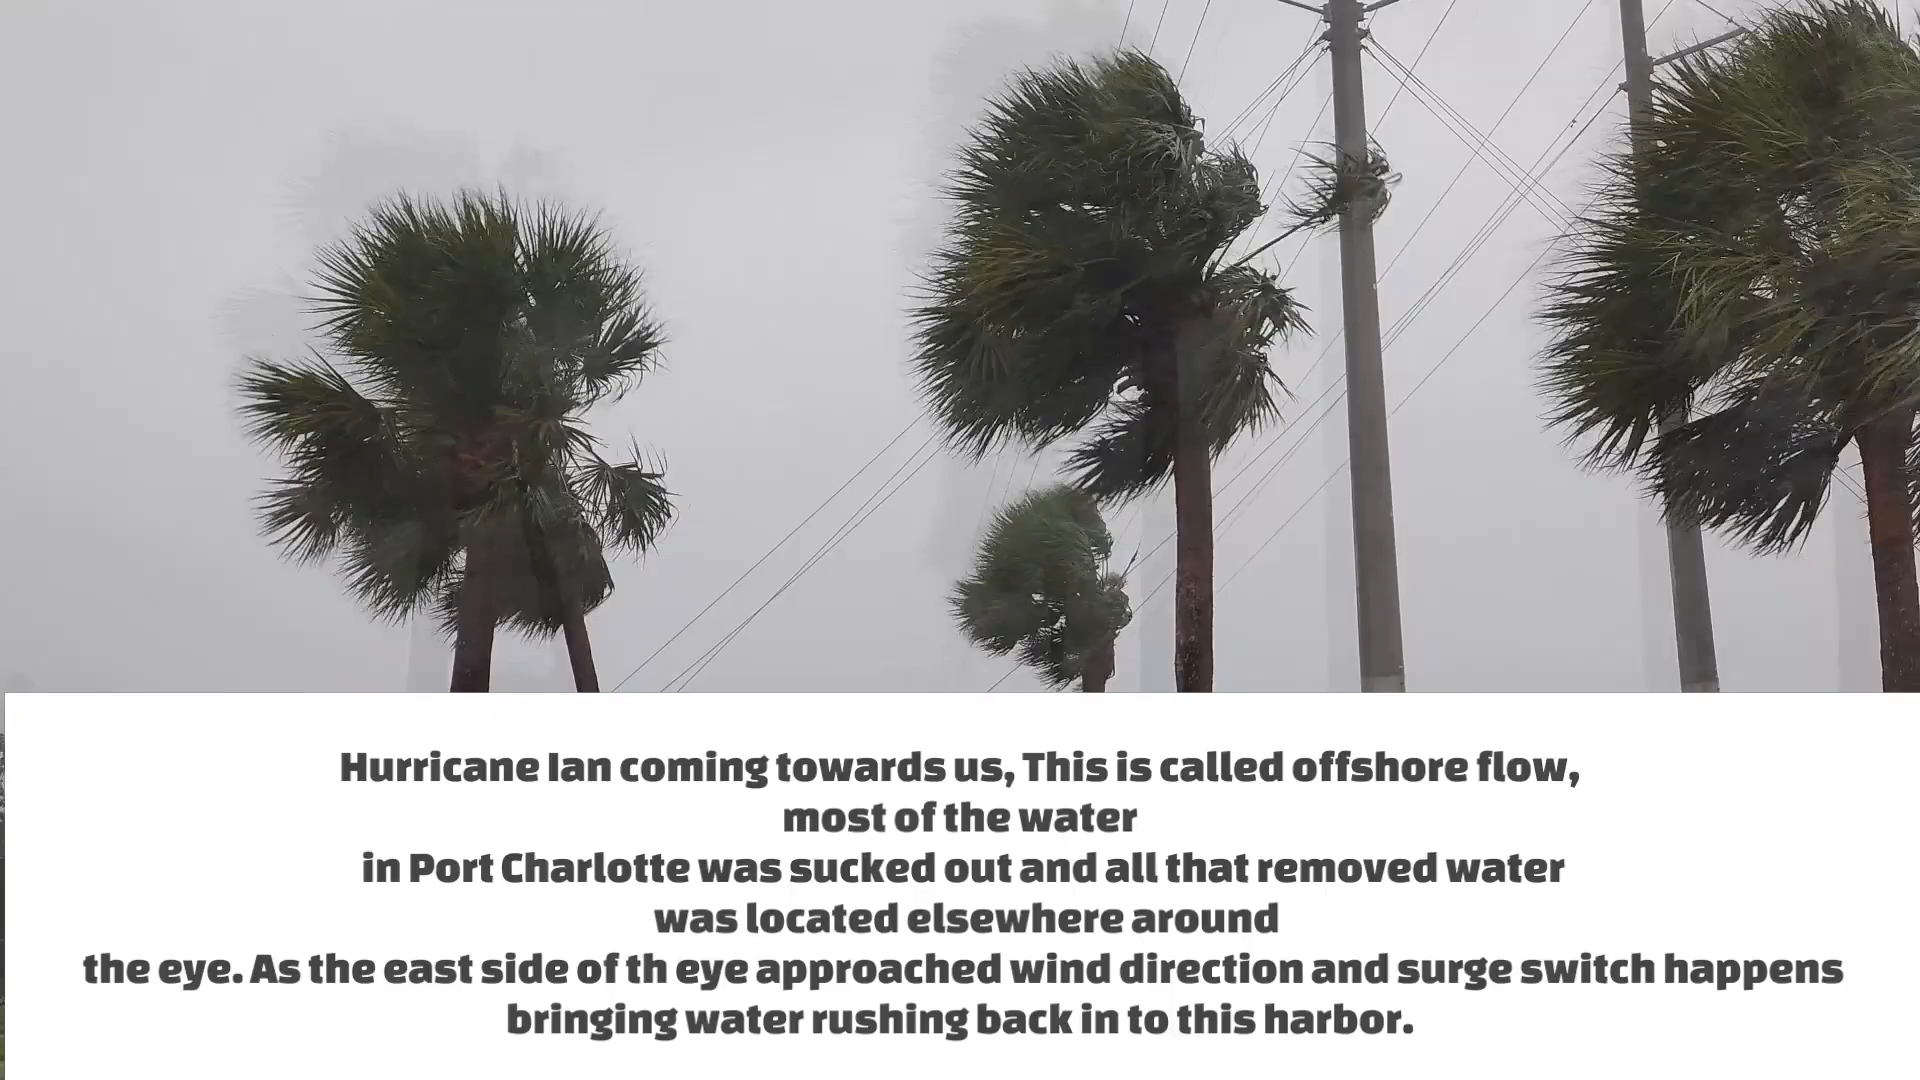 Hurricane Ian coming towards us, This is called offshore flow,
most of the water
in Port Charlotte was sucked out and all that removed water
was located elsewhere around
the eye. As the east side of th eye approached wind direction and surge switch happens
bringing water rushing back in to this harbor.